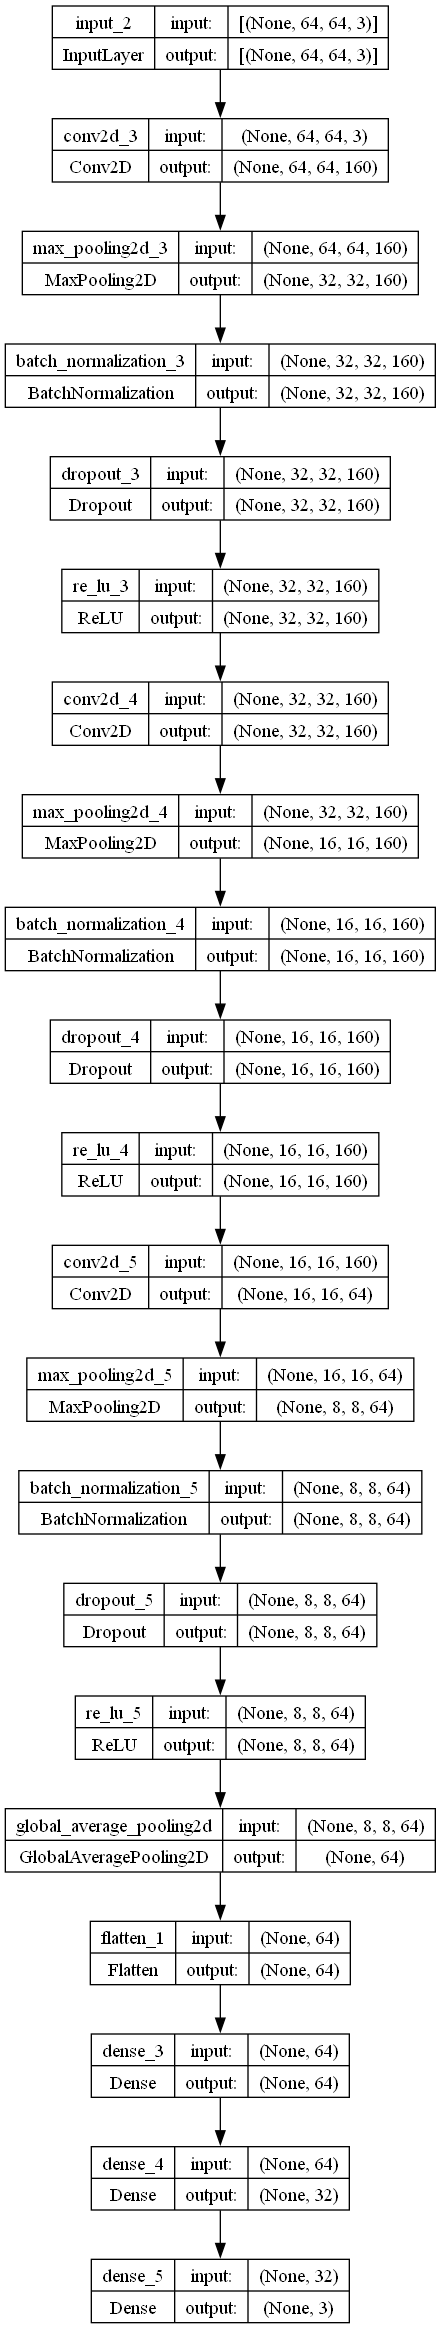 input_2 input: [(None, 64, 64, 3)]
InputLayer output: [(None, 64, 64, 3)]
conv2d_3 input: (None, 64, 64, 3)
Conv2D output: (None, 64, 64, 160)
max_pooling2d_3 input: (None, 64, 64, 160)
MaxPooling2D output: (None, 32, 32, 160)
batch_normalization_3 input: (None, 32, 32, 160)
BatchNormalization output: (None, 32, 32, 160)
dropout_3 input: (None, 32, 32, 160)
Dropout output: (None, 32, 32, 160)
re_lu_3 input: (None, 32, 32, 160)
ReLU output: (None, 32, 32, 160)
conv2d_4 input: (None, 32, 32, 160)
Conv2D output: (None, 32, 32, 160)
max_pooling2d_4 input: (None, 32, 32, 160)
MaxPooling2D output: (None, 16, 16, 160)
batch_normalization_4 input: (None, 16, 16, 160)
BatchNormalization output: (None, 16, 16, 160)
dropout_4 input: (None, 16, 16, 160)
Dropout output: (None, 16, 16, 160)
re_lu_4 input: (None, 16, 16, 160)
ReLU output: (None, 16, 16, 160)
conv2d_5 input: (None, 16, 16, 160)
Conv2D output: (None, 16, 16, 64)
max_pooling2d_5 input: (None, 16, 16, 64)
MaxPooling2D output: (None, 8, 8, 64)
batch_normalization_5 input: (None, 8, 8, 64)
BatchNormalization output: (None, 8, 8, 64)
dropout_5 input: (None, 8, 8, 64)
Dropout output: (None, 8, 8, 64)
re_lu_5 input: (None, 8, 8, 64)
ReLU output: (None, 8, 8, 64)
global_average_pooling2d input: (None, 8, 8, 64)
GlobalAveragePooling2D output: (None, 64)
flatten_1 input: (None, 64)
Flatten output: (None, 64)
dense_3 input: (None, 64)
Dense output: (None, 64)
dense_4 input: (None, 64)
Dense output: (None, 32)
dense_5 input: (None, 32)
Dense output: (None, 3)